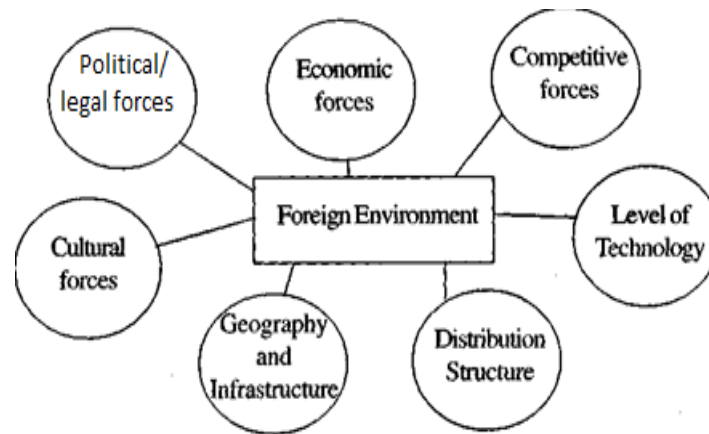 Political/
legal forces
Economic
forces
Competitive
forces
Foreign Environment
Cultural
forces
Level of
Technology
Geography
and
Infrastructure
Distribution
Structure